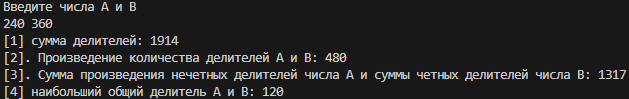 Введите числа A и B
240 360
[1] сумма делителей: 1914
[2]. Произведение количества делителей A и B: 480
[3]. Сумма произведения нечетных делителей числа A и суммы четных делителей числа B: 1317
[4] наибольший общий делитель A и B: 120